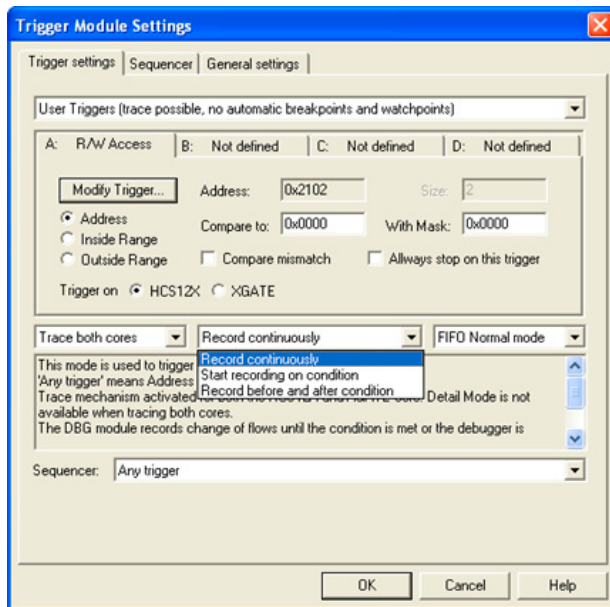 Trigger Module Settings
Trigger settings Sequencer General settings
User Triggers (trace possible, no automatic breakpoints and watchpoints)
A: R/W Access B: Not defined C: Not defined D: Not defined
Modify Trigger... Address: 0x2102 Size: 2
Address
Compare to: 0x0000 With Mask: 0x0000
Inside Range
Outside Range Compare mismatch Allways stop on this trigger
Trigger on HCS12X XGATE
Trace both cores Record continuously FIFO Normal mode
Record continuously
Start recording on condition
Record before and after condition
This mode is used to trigger
'Any trigger' means Address
Trace mechanism activated Detail Mode is not
available when tracing both cores.
The DBG module records change of flows until the condition is met or the debugger is
Sequencer: Any trigger
OK Cancel Help